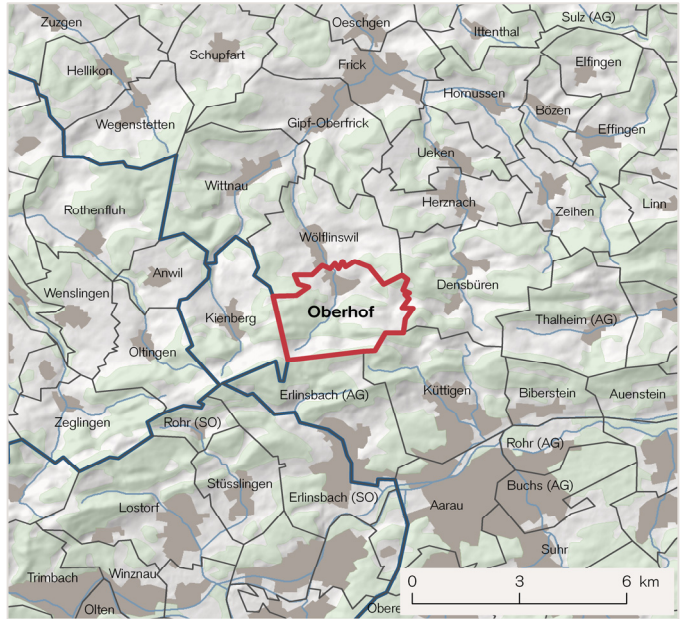 Zuzgen
Oeschgen
Ittenthal
Sulz (AG)
Schupfart
Hellikon
Frick
Elfingen
Hornussen
Bözen
Wegenstetten
Gipf-Oberfrick
Effingen
Ueken
Wittnau
Herznach
Zeihen
Linn
Rothenfluh
Wölflinswil
Anwil
Densbüren
Wenslingen
Oberhof
Kienberg
Thalheim (AG)
Oltingen
Küttigen
Biberstein
Auenstein
Erlinsbach (AG)
Zeglingen
Rohr (SO)
Rohr (AG)
Stüsslingen
Buchs (AG)
Erlinsbach (SO)
Lostorf
Aarau
Suhr
Trimbach
Winznau
Olten
Obere
0 3 6 km